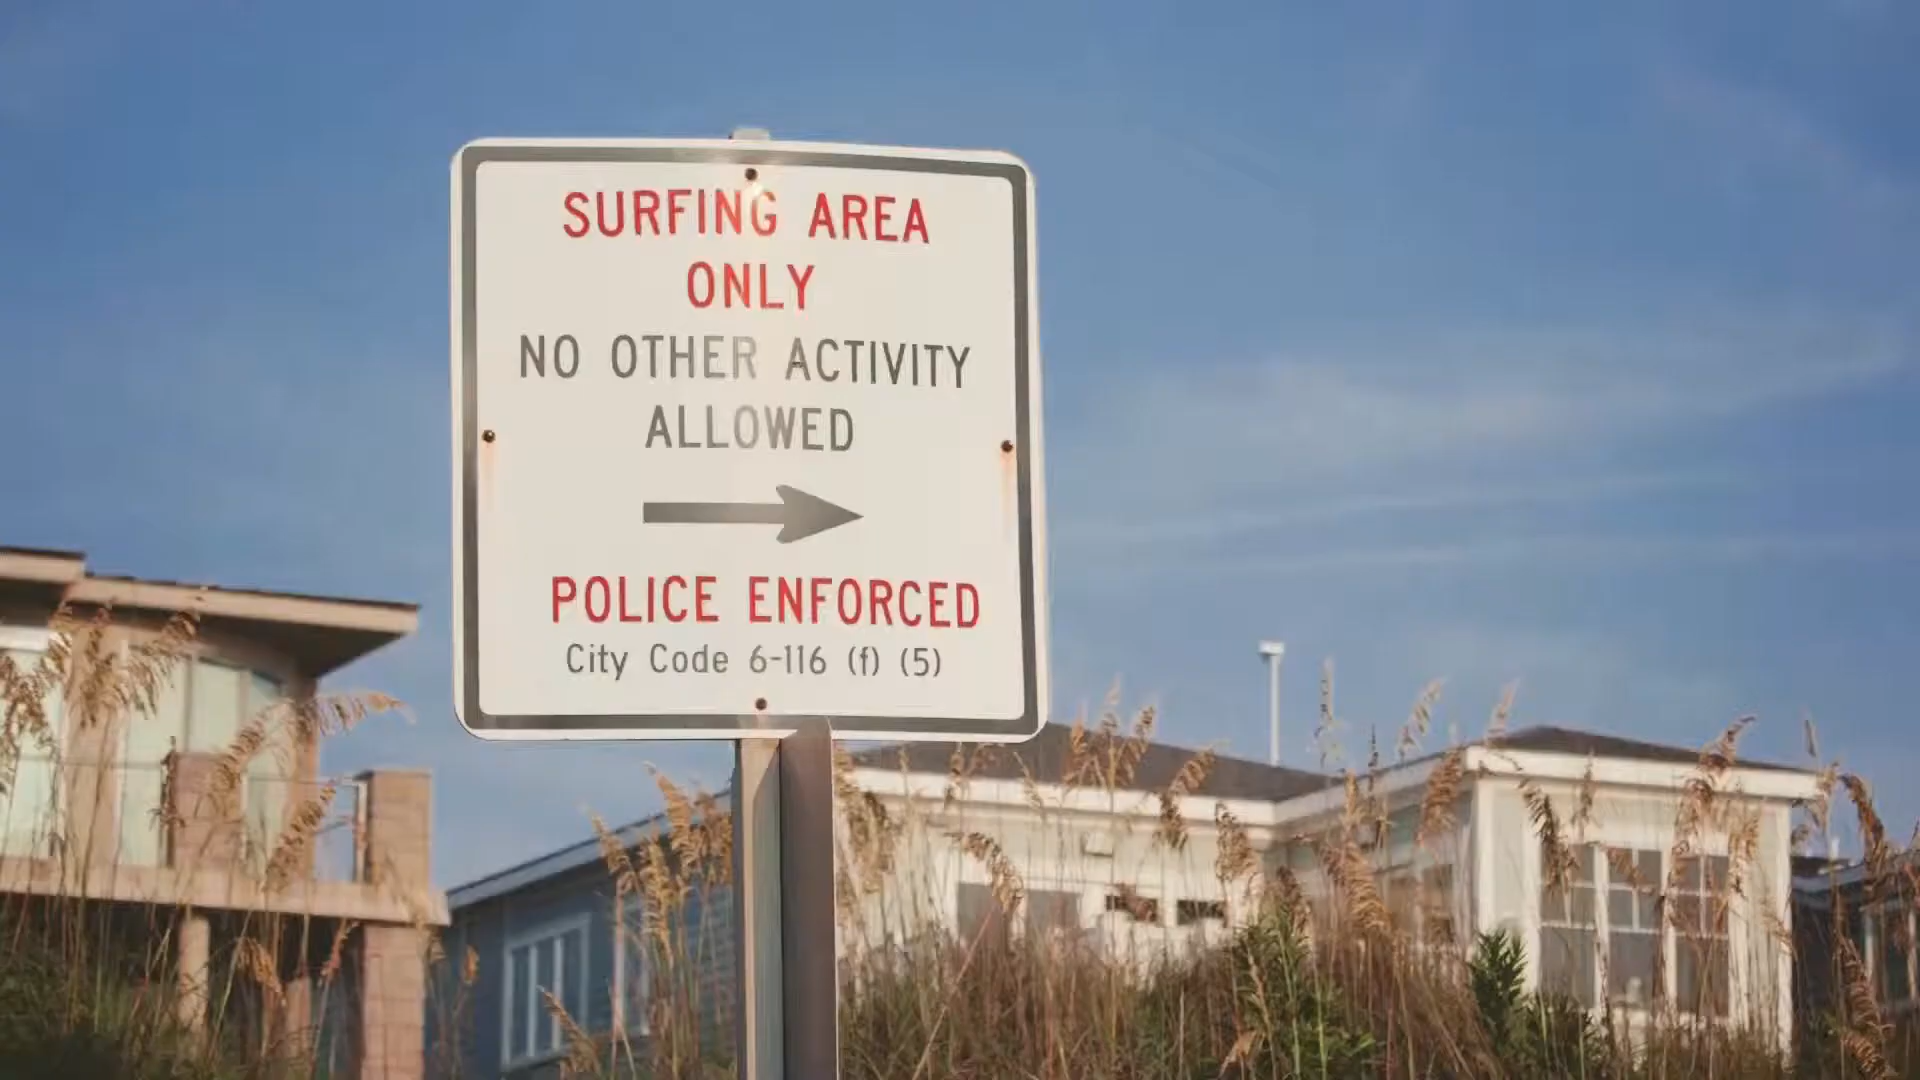 SURFING AREA
ONLY
NO OTHER ACTIVITY
ALLOWED
POLICE ENFORCED
City Code 6-116 (f) (5)